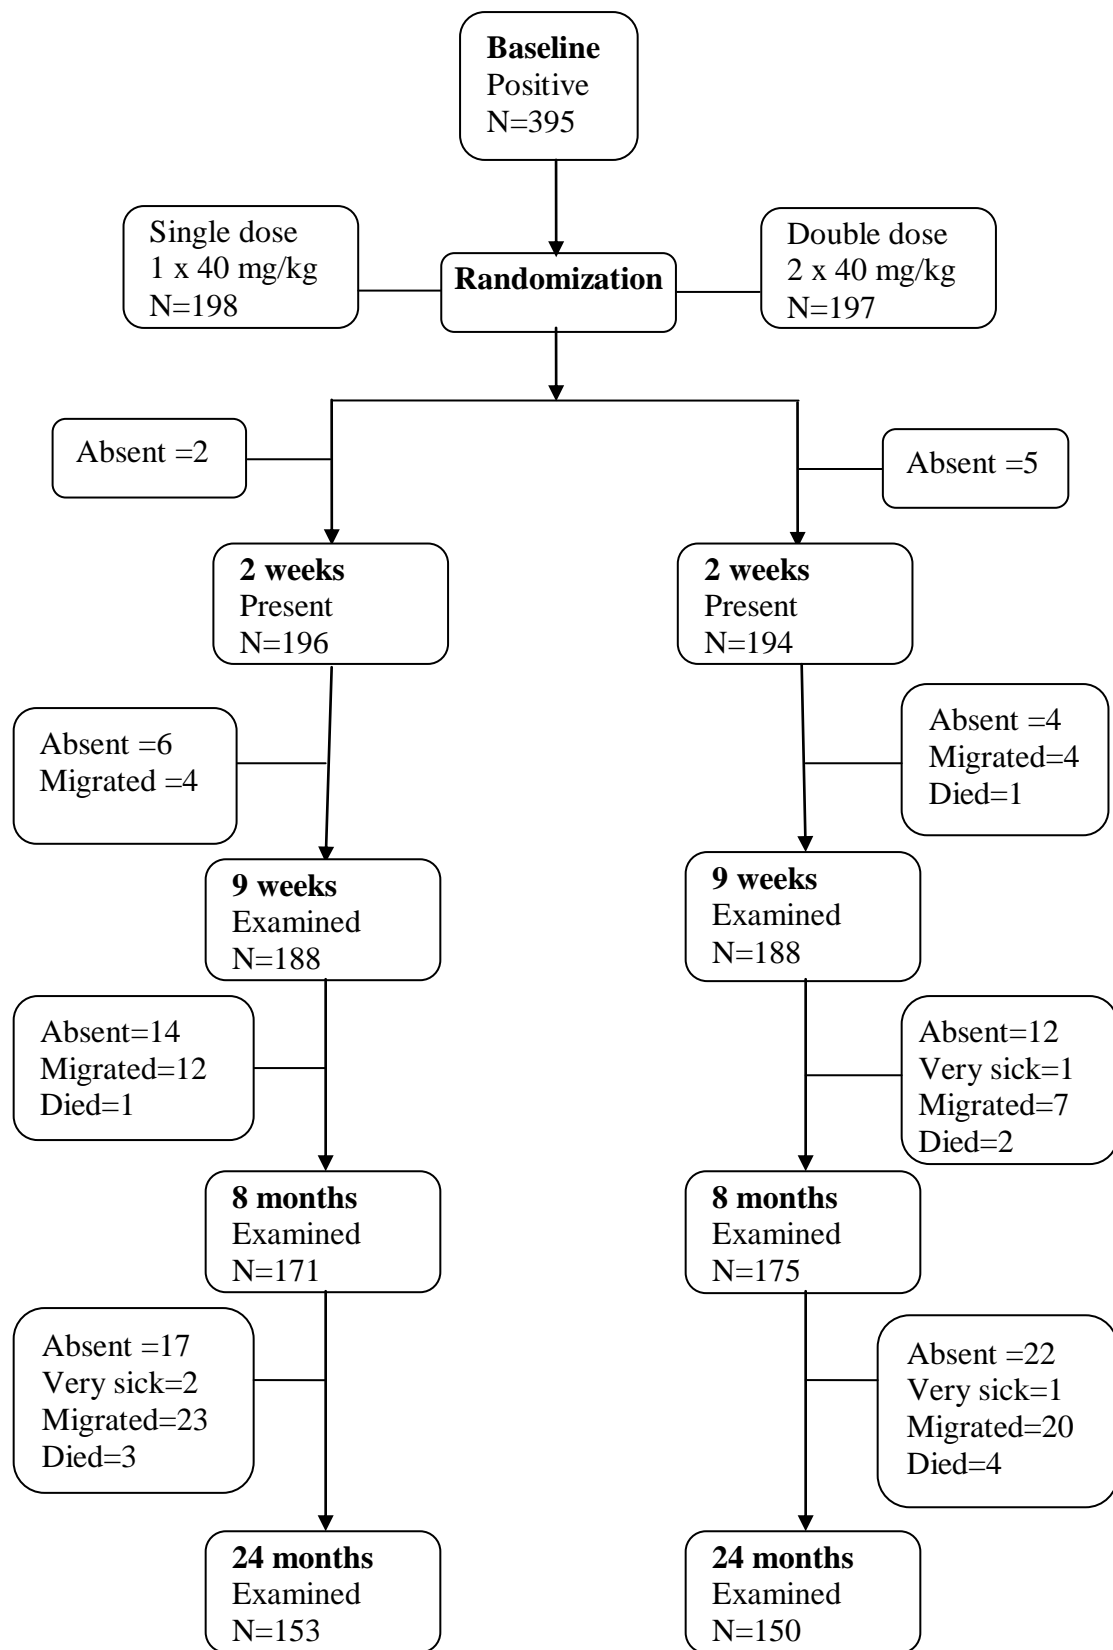 Baseline
Positive
N=395
Single dose
1 x 40 mg/kg
N=198
Randomization
Double dose
2 x 40 mg/kg
N=197
Absent =2
Absent =5
2 weeks
Present
N=196
2 weeks
Present
N=194
Absent =6
Migrated =4
Absent =4
Migrated=4
Died=1
9 weeks
Examined
N=188
9 weeks
Examined
N=188
Absent=14
Migrated=12
Died=1
Absent=12
Very sick=1
Migrated=7
Died=2
8 months
Examined
N=171
8 months
Examined
N=175
Absent =17
Very sick=2
Migrated=23
Died=3
Absent =22
Very sick=1
Migrated=20
Died=4
24 months
Examined
N=153
24 months
Examined
N=150